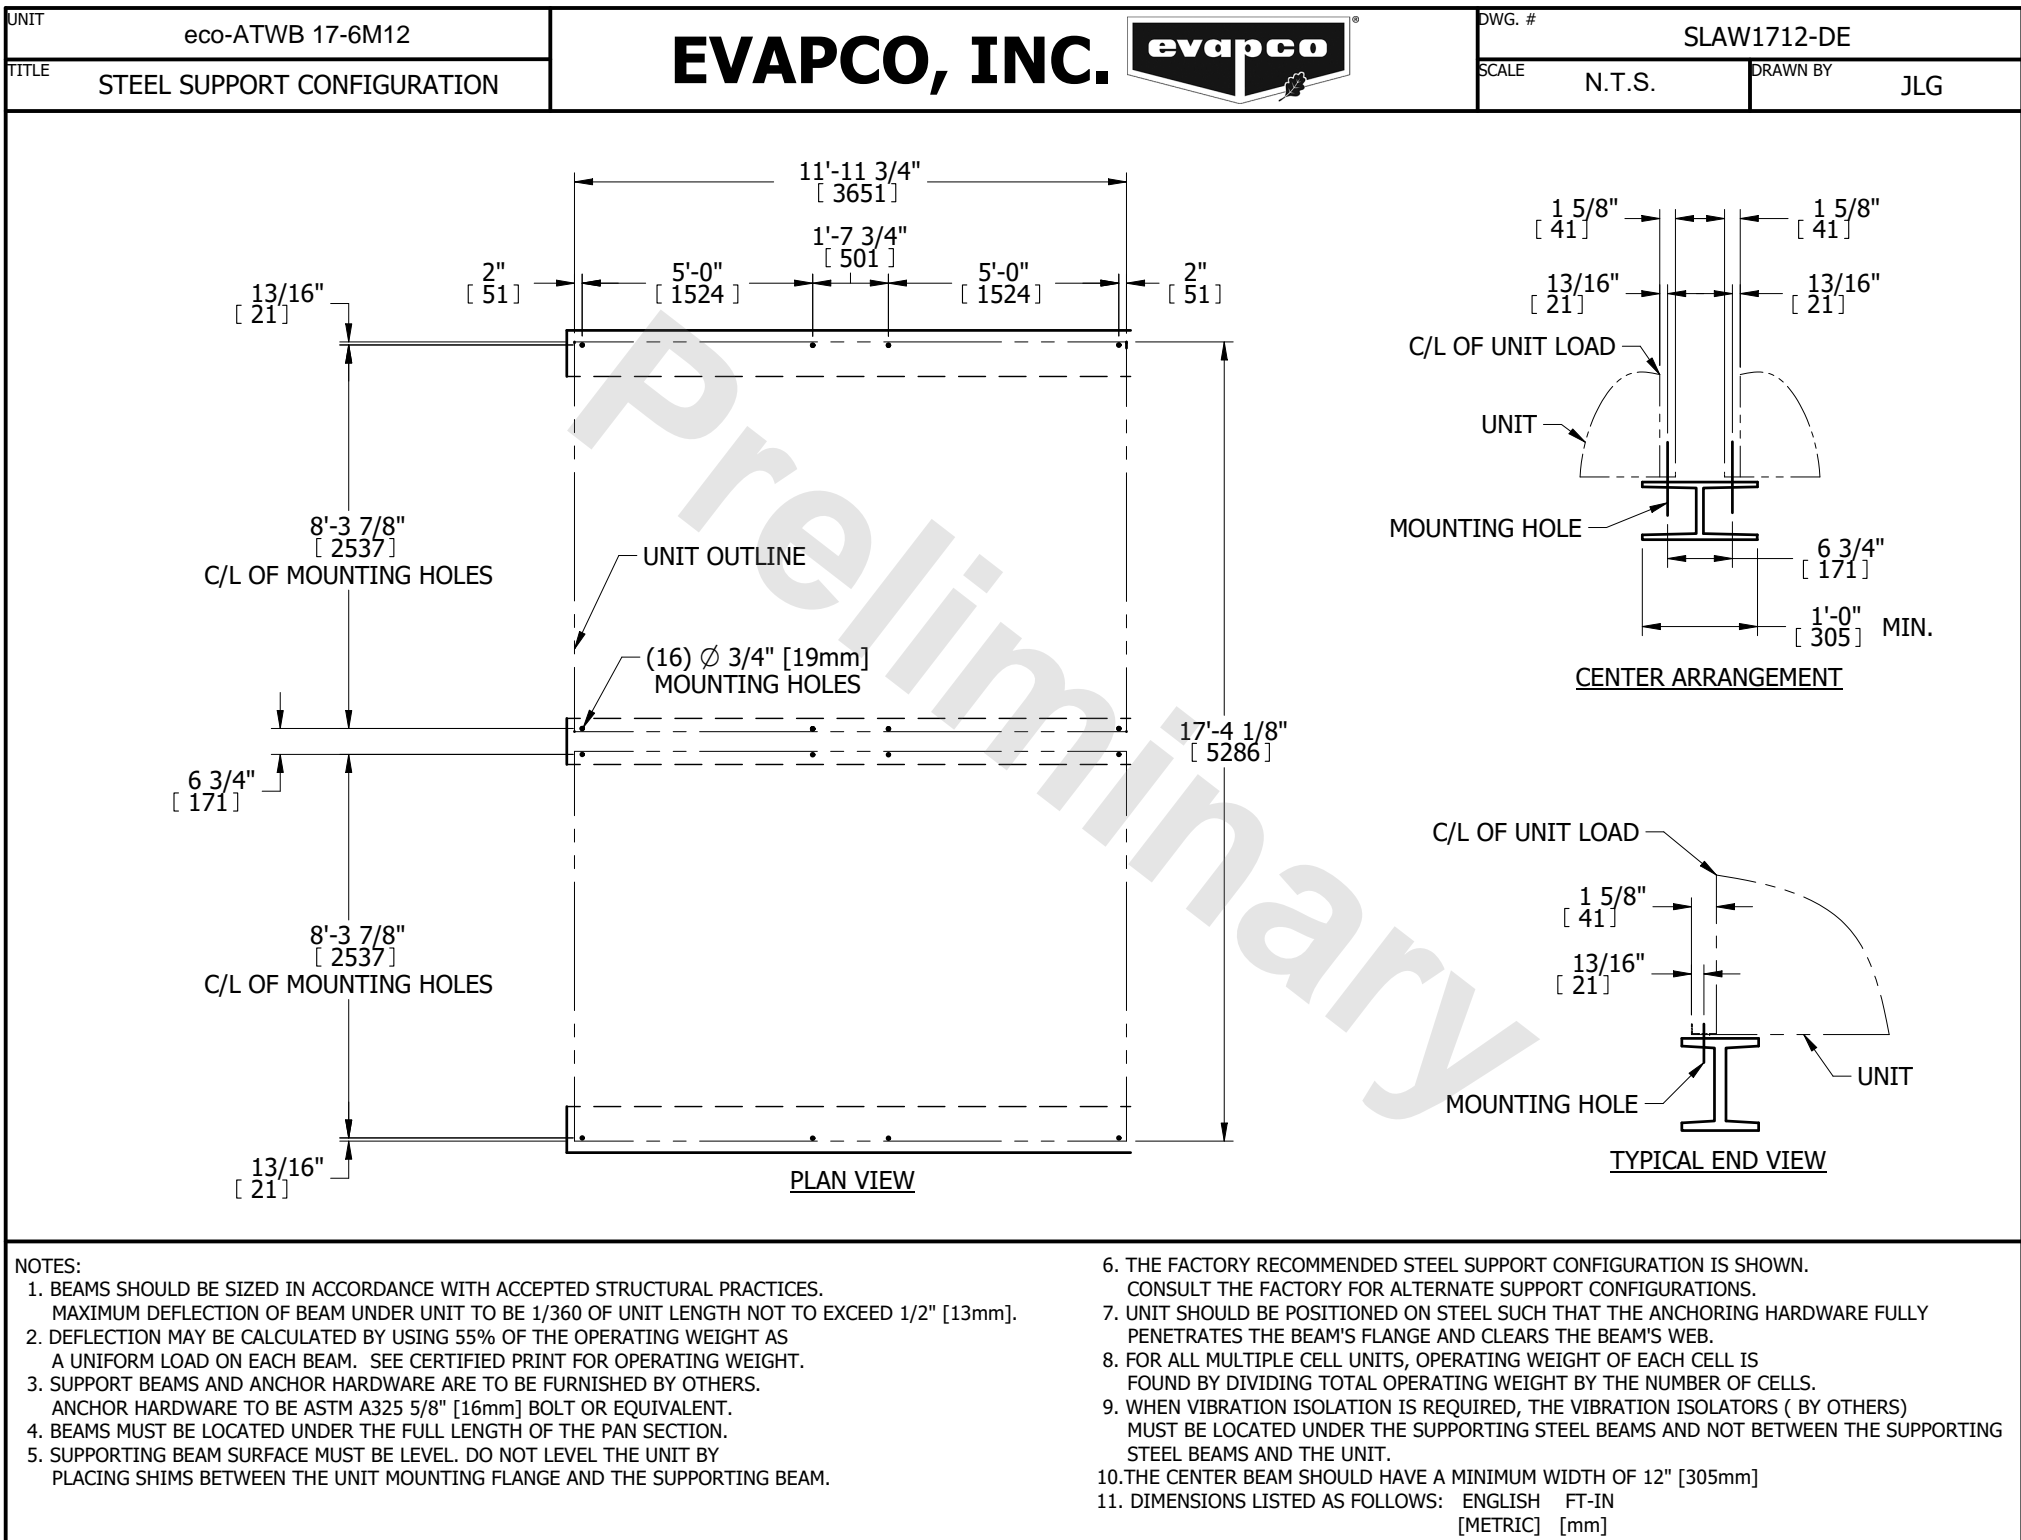 UNIT
eco-ATWB 17-6M12
TITLE
STEEL SUPPORT CONFIGURATION
EVAPCO, INC.
evapco
®
DWG. #
SLAW1712-DE
SCALE
N.T.S.
DRAWN BY
JLG
11'-11 3/4"
[ 3651]
1'-7 3/4"
[ 501 ]
2"
[ 51]
5'-0"
[ 1524 ]
5'-0"
[ 1524]
2"
[ 51]
13/16"
[ 21]
8'-3 7/8"
[ 2537]
C/L OF MOUNTING HOLES
UNIT OUTLINE
(16) Ø 3/4" [19mm]
MOUNTING HOLES
6 3/4"
[ 171]
17'-4 1/8"
[ 5286]
8'-3 7/8"
[ 2537]
C/L OF MOUNTING HOLES
13/16"
[ 21]
PLAN VIEW
Preliminary
1 5/8"
[ 41]
1 5/8"
[ 41]
13/16"
[ 21]
13/16"
[ 21]
C/L OF UNIT LOAD
UNIT
MOUNTING HOLE
6 3/4"
[ 171]
1'-0"
[ 305] MIN.
CENTER ARRANGEMENT
C/L OF UNIT LOAD
1 5/8"
[ 41]
13/16"
[ 21]
UNIT
MOUNTING HOLE
TYPICAL END VIEW
NOTES:
1. BEAMS SHOULD BE SIZED IN ACCORDANCE WITH ACCEPTED STRUCTURAL PRACTICES.
MAXIMUM DEFLECTION OF BEAM UNDER UNIT TO BE 1/360 OF UNIT LENGTH NOT TO EXCEED 1/2" [13mm].
2. DEFLECTION MAY BE CALCULATED BY USING 55% OF THE OPERATING WEIGHT AS
A UNIFORM LOAD ON EACH BEAM. SEE CERTIFIED PRINT FOR OPERATING WEIGHT.
3. SUPPORT BEAMS AND ANCHOR HARDWARE ARE TO BE FURNISHED BY OTHERS.
ANCHOR HARDWARE TO BE ASTM A325 5/8" [16mm] BOLT OR EQUIVALENT.
4. BEAMS MUST BE LOCATED UNDER THE FULL LENGTH OF THE PAN SECTION.
5. SUPPORTING BEAM SURFACE MUST BE LEVEL. DO NOT LEVEL THE UNIT BY
PLACING SHIMS BETWEEN THE UNIT MOUNTING FLANGE AND THE SUPPORTING BEAM.
6. THE FACTORY RECOMMENDED STEEL SUPPORT CONFIGURATION IS SHOWN.
CONSULT THE FACTORY FOR ALTERNATE SUPPORT CONFIGURATIONS.
7. UNIT SHOULD BE POSITIONED ON STEEL SUCH THAT THE ANCHORING HARDWARE FULLY
PENETRATES THE BEAM'S FLANGE AND CLEARS THE BEAM'S WEB.
8. FOR ALL MULTIPLE CELL UNITS, OPERATING WEIGHT OF EACH CELL IS
FOUND BY DIVIDING TOTAL OPERATING WEIGHT BY THE NUMBER OF CELLS.
9. WHEN VIBRATION ISOLATION IS REQUIRED, THE VIBRATION ISOLATORS ( BY OTHERS)
MUST BE LOCATED UNDER THE SUPPORTING STEEL BEAMS AND NOT BETWEEN THE SUPPORTING
STEEL BEAMS AND THE UNIT.
10.THE CENTER BEAM SHOULD HAVE A MINIMUM WIDTH OF 12" [305mm]
11. DIMENSIONS LISTED AS FOLLOWS: ENGLISH FT-IN
[METRIC] [mm]